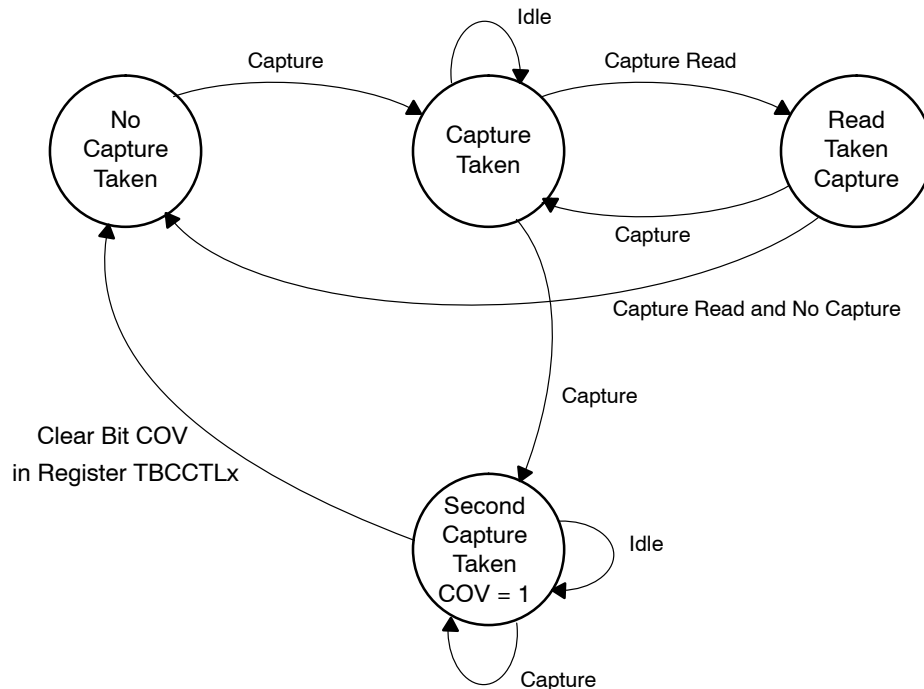 Idle
Capture
Capture Read
No
Capture
Taken
Capture
Taken
Read
Taken
Capture
Capture
Capture Read and No Capture
Capture
Clear Bit COV
in Register TBCCTLx
Second
Capture
Taken
COV = 1
Idle
Capture